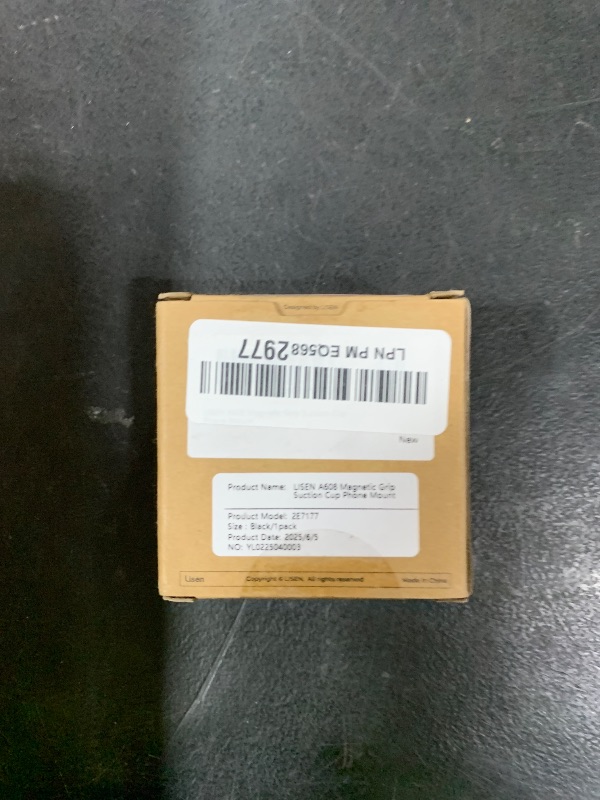 Designed by LISEN
LPN PM EQ5682977
New
Product Name: LISEN A608 Magnetic Grip
Suction Cup Phone Mount
Product Model: 2E7177
Size : Black/1pack
Product Date: 2025/6/5
NO: YL0225040003
Lisen Copyright © LISEN. All rights reserved Made In China